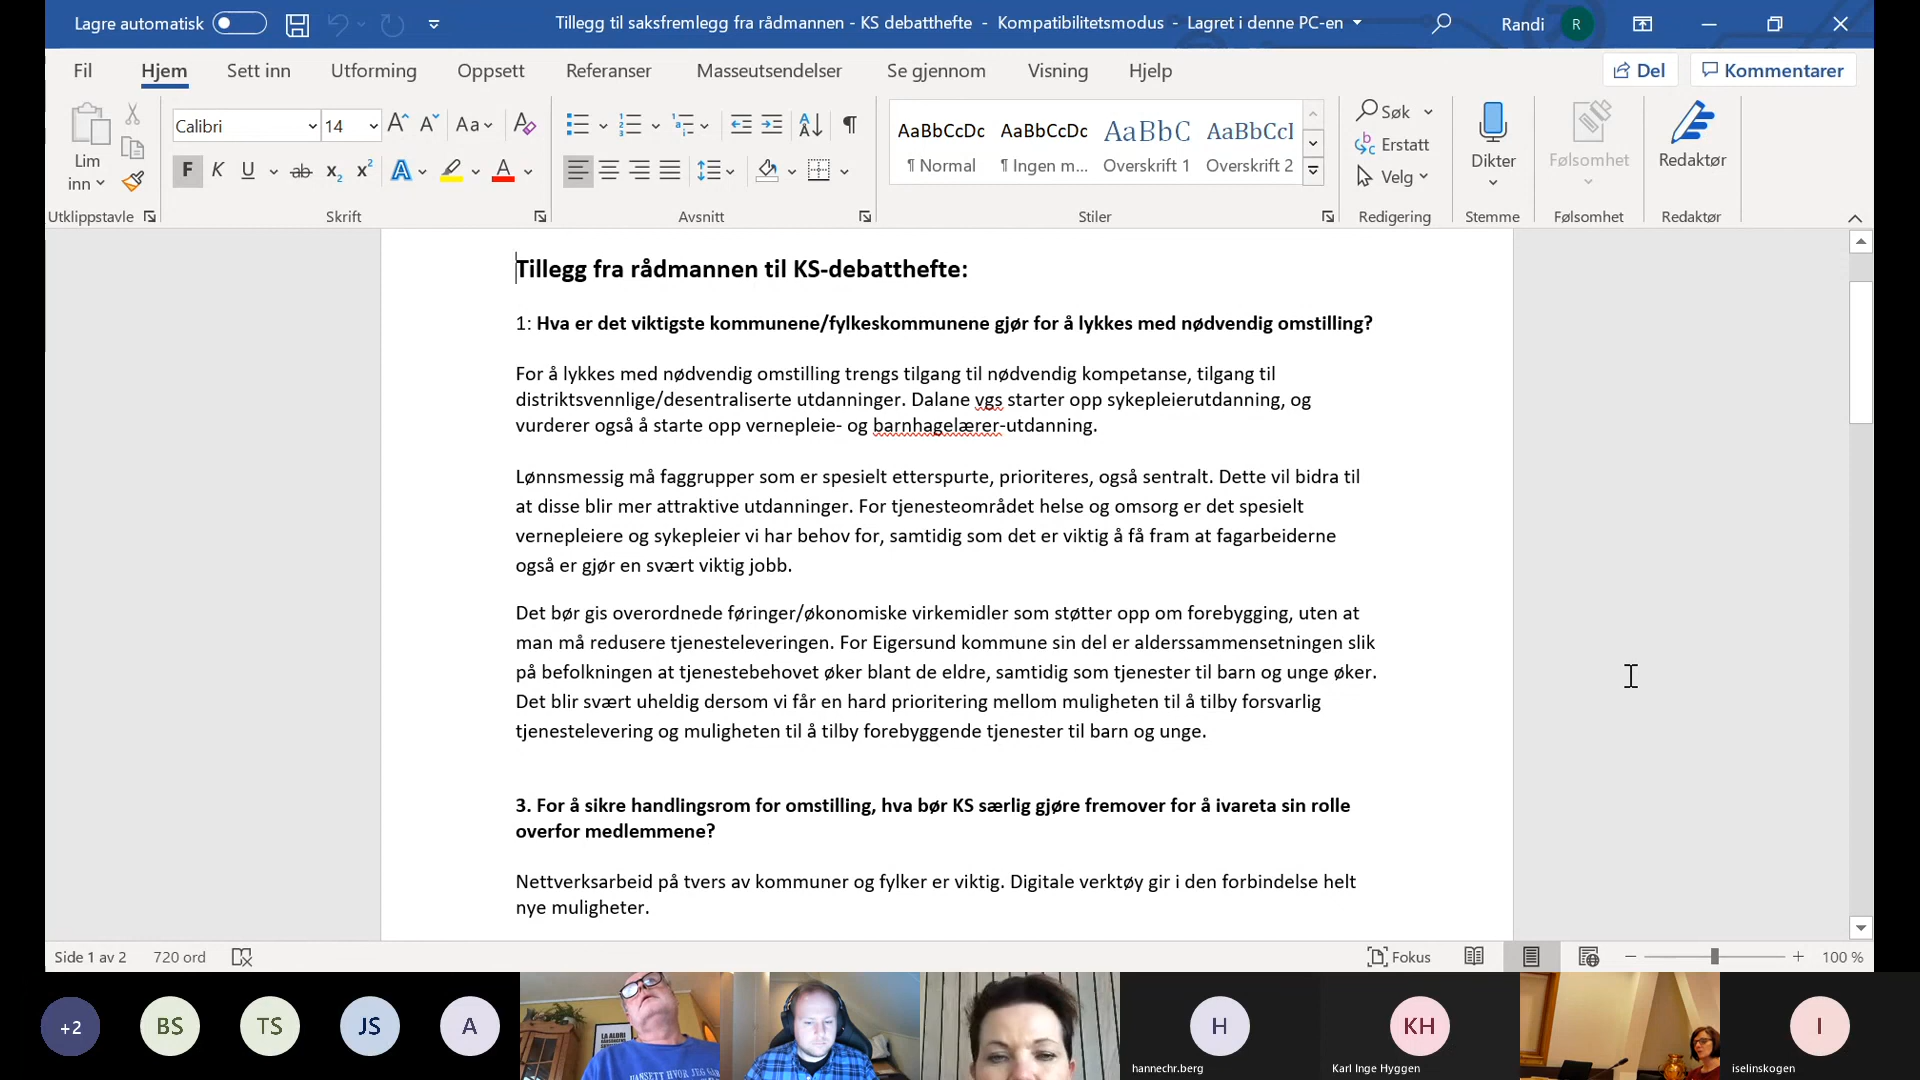 Lagre automatisk
Tillegg til saksfremlegg fra rådmannen - KS debatthefte - Kompatibilitetsmodus - Lagret i denne PC-en
Randi
R
Fil
Hjem
Sett inn
Utforming
Oppsett
Referanser
Masseutsendelser
Se gjennom
Visning
Hjelp
Del
Kommentarer
Lim
inn
Utklippstavle
Calibri
14
Aa
F K U ab x₂ x²
Skrift
Avsnitt
AaBbCcDc
¶ Normal
AaBbCcDc
¶ Ingen m...
AaBbC
Overskrift 1
AaBbCcI
Overskrift 2
Stiler
Søk
Erstatt
Velg
Redigering
Dikter
Stemme
Følsomhet
Følsomhet
Redaktør
Redaktør
Tillegg fra rådmannen til KS-debatthefte:
1: Hva er det viktigste kommunene/fylkeskommunene gjør for å lykkes med nødvendig omstilling?
For å lykkes med nødvendig omstilling trengs tilgang til nødvendig kompetanse, tilgang til
distriktsvennlige/desentraliserte utdanninger. Dalane vgs starter opp sykepleierutdanning, og
vurderer også å starte opp vernepleie- og barnhagelærer-utdanning.
Lønnsmessig må faggrupper som er spesielt etterspurte, prioriteres, også sentralt. Dette vil bidra til
at disse blir mer attraktive utdanninger. For tjenesteområdet helse og omsorg er det spesielt
vernepleiere og sykepleier vi har behov for, samtidig som det er viktig å få fram at fagarbeiderne
også er gjør en svært viktig jobb.
Det bør gis overordnede føringer/økonomiske virkemidler som støtter opp om forebygging, uten at
man må redusere tjenesteleveringen. For Eigersund kommune sin del er alderssammensetningen slik
på befolkningen at tjenestebehovet øker blant de eldre, samtidig som tjenester til barn og unge øker.
Det blir svært uheldig dersom vi får en hard prioritering mellom muligheten til å tilby forsvarlig
tjenestelevering og muligheten til å tilby forebyggende tjenester til barn og unge.
3. For å sikre handlingsrom for omstilling, hva bør KS særlig gjøre fremover for å ivareta sin rolle
overfor medlemmene?
Nettverksarbeid på tvers av kommuner og fylker er viktig. Digitale verktøy gir i den forbindelse helt
nye muligheter.
Side 1 av 2
720 ord
Fokus
100 %
+2
BS
TS
JS
A
H
hannechr.berg
KH
Karl Inge Hyggen
I
iselinskogen